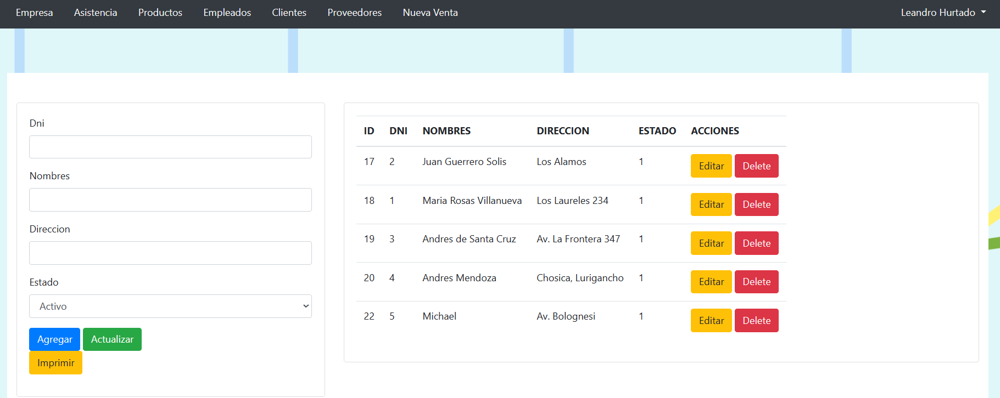 Empresa Asistencia Productos Empleados Clientes Proveedores Nueva Venta Leandro Hurtado
Dni
Nombres
Direccion
Estado
Activo
Agregar Actualizar
Imprimir
ID DNI NOMBRES DIRECCION ESTADO ACCIONES
17 2 Juan Guerrero Solis Los Alamos 1 Editar Delete
18 1 Maria Rosas Villanueva Los Laureles 234 1 Editar Delete
19 3 Andres de Santa Cruz Av. La Frontera 347 1 Editar Delete
20 4 Andres Mendoza Chosica, Lurigancho 1 Editar Delete
22 5 Michael Av. Bolognesi 1 Editar Delete